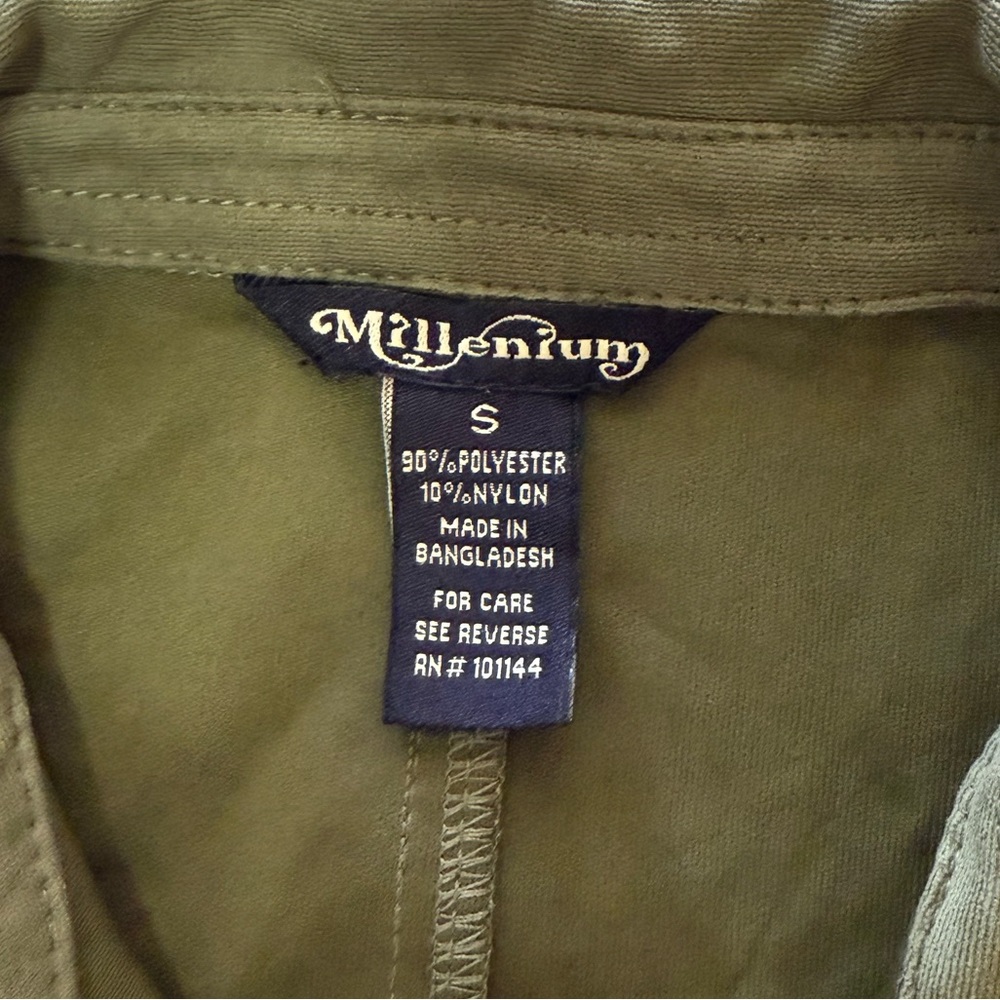 Millenium
S
90%POLYESTER
10%NYLON
MADE IN
BANGLADESH
FOR CARE
SEE REVERSE
RN# 101144